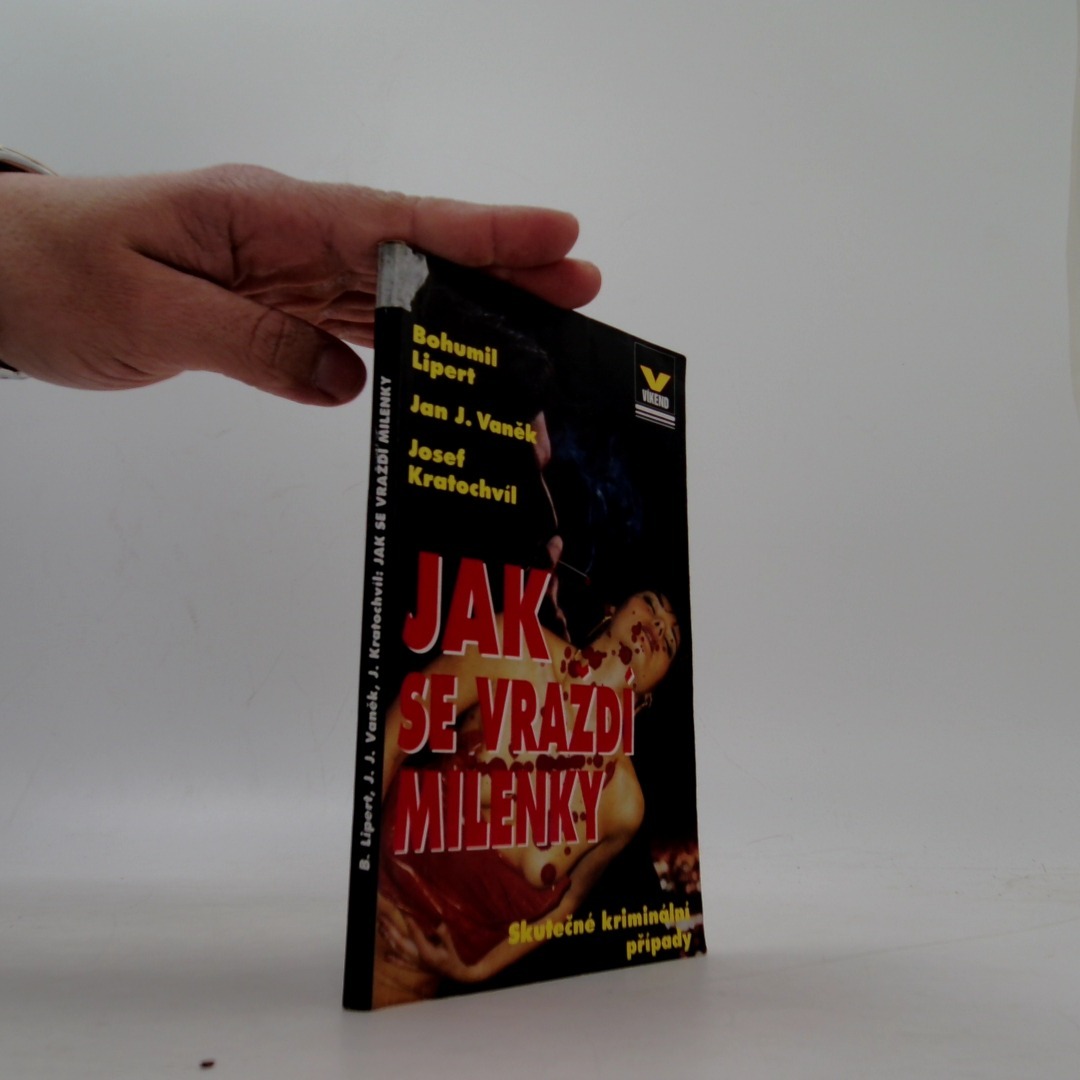 Bohumil
Lipert
Jan J. Vaněk
Josef
Kratochvíl
VÍKEND
JAK
SE VRAŽDÍ
MILENKY
Skutečné kriminální
případy
B. Lipert, J. J. Vaněk, J. Kratochvíl: JAK SE VRAŽDÍ MILENKY